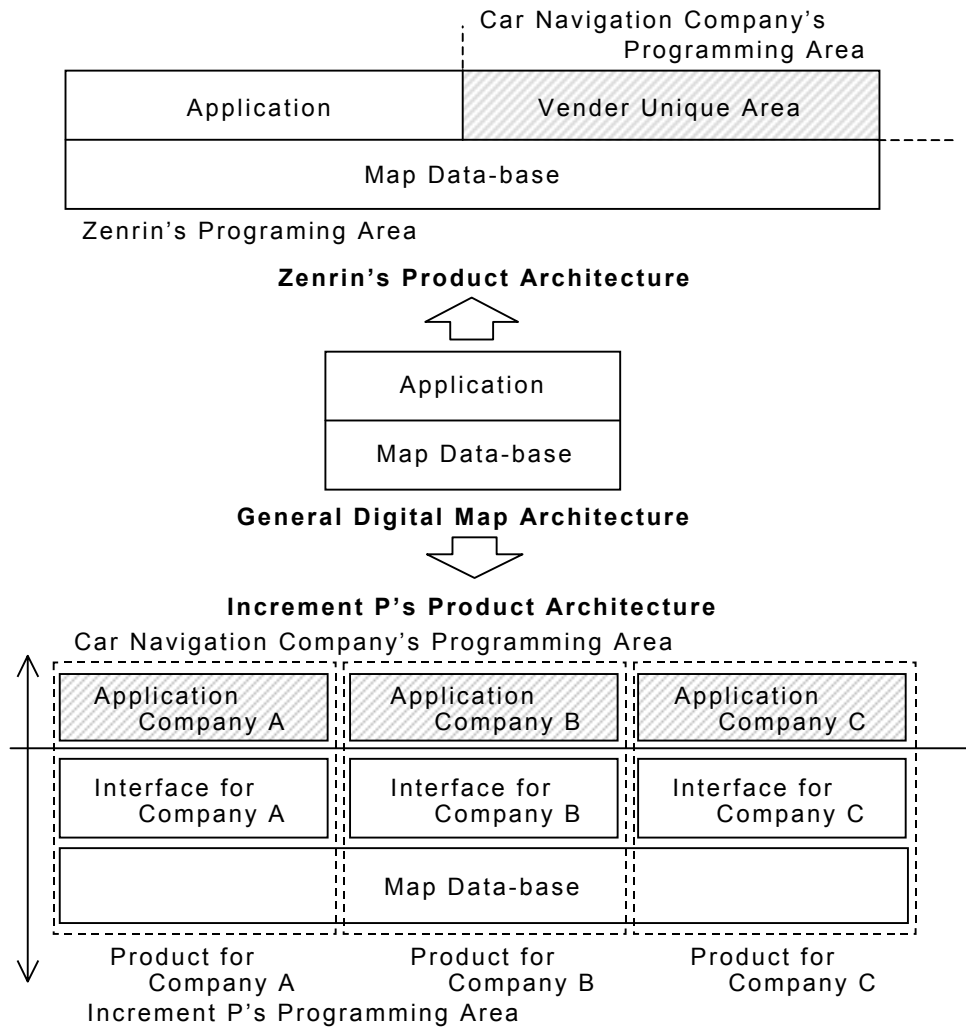 Car Navigation Company's
Programming Area
Application
Vender Unique Area
Map Data-base
Zenrin's Programing Area
Zenrin's Product Architecture
Application
Map Data-base
General Digital Map Architecture
Increment P's Product Architecture
Car Navigation Company's Programming Area
Application
Company A
Application
Company B
Application
Company C
Interface for
Company A
Interface for
Company B
Interface for
Company C
Map Data-base
Product for
Company A
Product for
Company B
Product for
Company C
Increment P's Programming Area